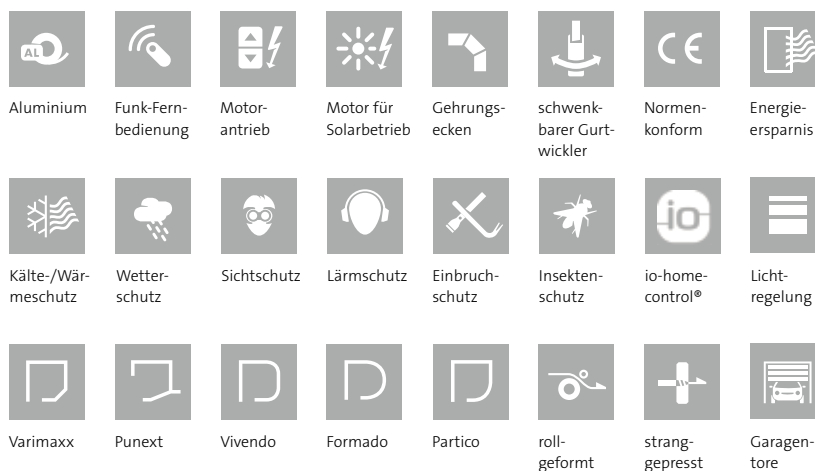 AL
CE
Aluminium
Funk-Fern-
bedienung
Motor-
antrieb
Motor für
Solarbetrieb
Gehrungs-
ecken
schwenk-
barer Gurt-
wickler
Normen-
konform
Energie-
ersparnis
io
Kälte-/Wär-
meschutz
Wetter-
schutz
Sichtschutz
Lärmschutz
Einbruch-
schutz
Insekten-
schutz
io-home-
control®
Licht-
regelung
Varimaxx
Punext
Vivendo
Formado
Partico
roll-
geformt
strang-
gepresst
Garagen-
tore